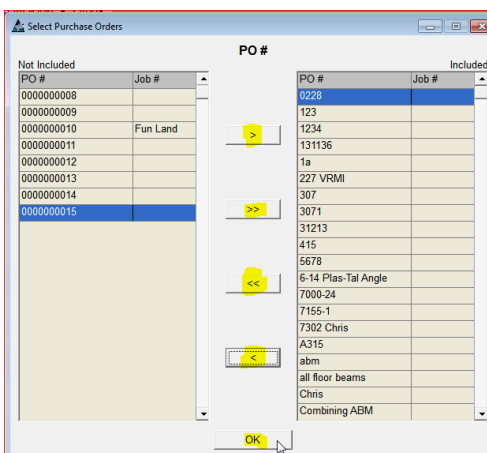 Select Purchase Orders
PO #
Not Included
Included
PO # Job #
0000000008
0000000009
0000000010 Fun Land
0000000011
0000000012
0000000013
0000000014
0000000015
>
>>
<<
<
PO # Job #
0228
123
1234
131136
1a
227 VRMI
307
3071
31213
415
5678
6-14 Plas-Tal Angle
7000-24
7155-1
7302 Chris
A315
abm
all floor beams
Chris
Combining ABM
OK